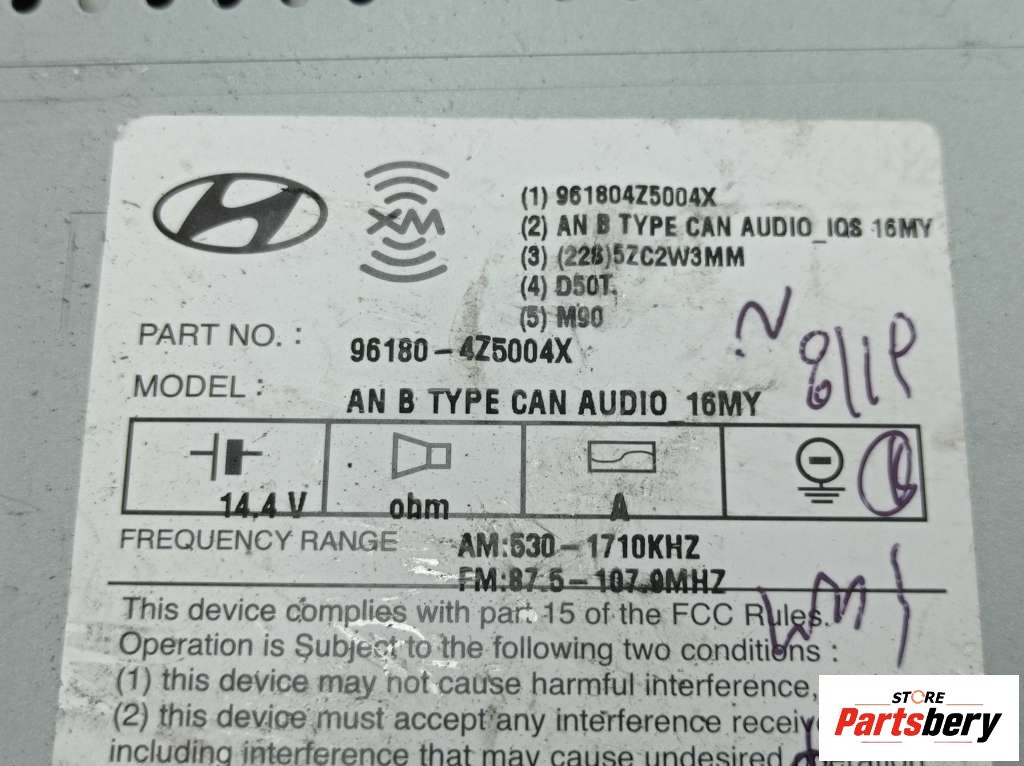 XM
(1) 961804Z5004X
(2) AN B TYPE CAN AUDIO_IQS 16MY
(3) (228)5ZC2W3MM
(4) D50T.
(5) M90
PART NO. : 96180-4Z5004X
MODEL : AN B TYPE CAN AUDIO_16MY
14.4 V ohm A
FREQUENCY RANGE AM:530-1710KHZ
FM:87.5-107.9MHZ
This device complies with part 15 of the FCC Rules.
Operation is Subject to the following two conditions :
(1) this device may not cause harmful interference,
(2) this device must accept any interference
including interference that may cause undesired
STORE
Partsbery